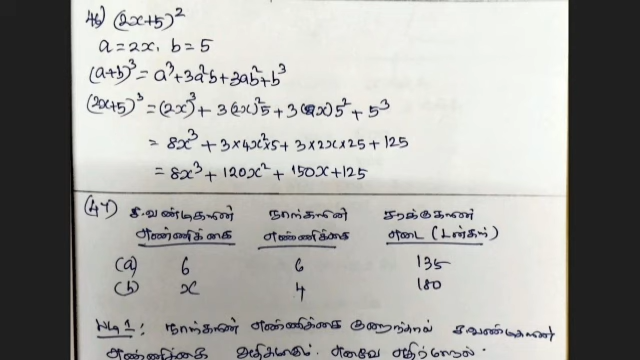 46) (2x+5)²
a = 2x, b = 5
(a+b)³ = a³+3a²b+3ab²+b³
(2x+5)³ = (2x)³ + 3(2x)²5 + 3(2x)5² + 5³
= 8x³ + 3×4x²×5 + 3×2x×25 + 125
= 8x³ + 120x² + 150x + 125
(47) சு.வண்டிகளின் நாள்களின் சரக்குகளின்
எண்ணிக்கை எண்ணிக்கை எடை (டன்கள்)
(a) 6 6 135
(b) x 4 180
படி 1: நாள்களின் எண்ணிக்கை குறைந்தால் சு.வண்டிகளின்
எண்ணிக்கை அதிகமாகும். எனவே எதிர்மாறல்.